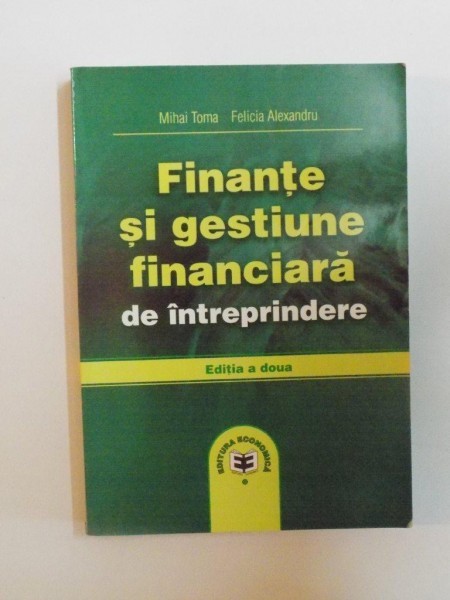 Mihai Toma Felicia Alexandru
Finanțe
și gestiune
financiară
de întreprindere
Ediția a doua
EDITURA ECONOMICĂ